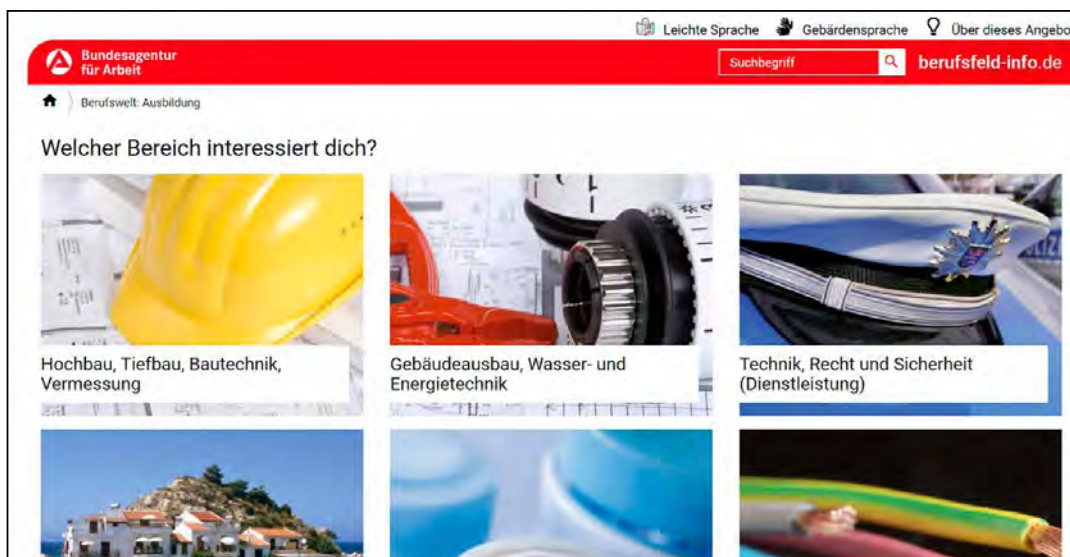 Leichte Sprache Gebärdensprache Über dieses Angebo
Bundesagentur
für Arbeit
Suchbegriff
berufsfeld-info.de
Berufswelt: Ausbildung
Welcher Bereich interessiert dich?
Hochbau, Tiefbau, Bautechnik,
Vermessung
Gebäudeausbau, Wasser- und
Energietechnik
Technik, Recht und Sicherheit
(Dienstleistung)